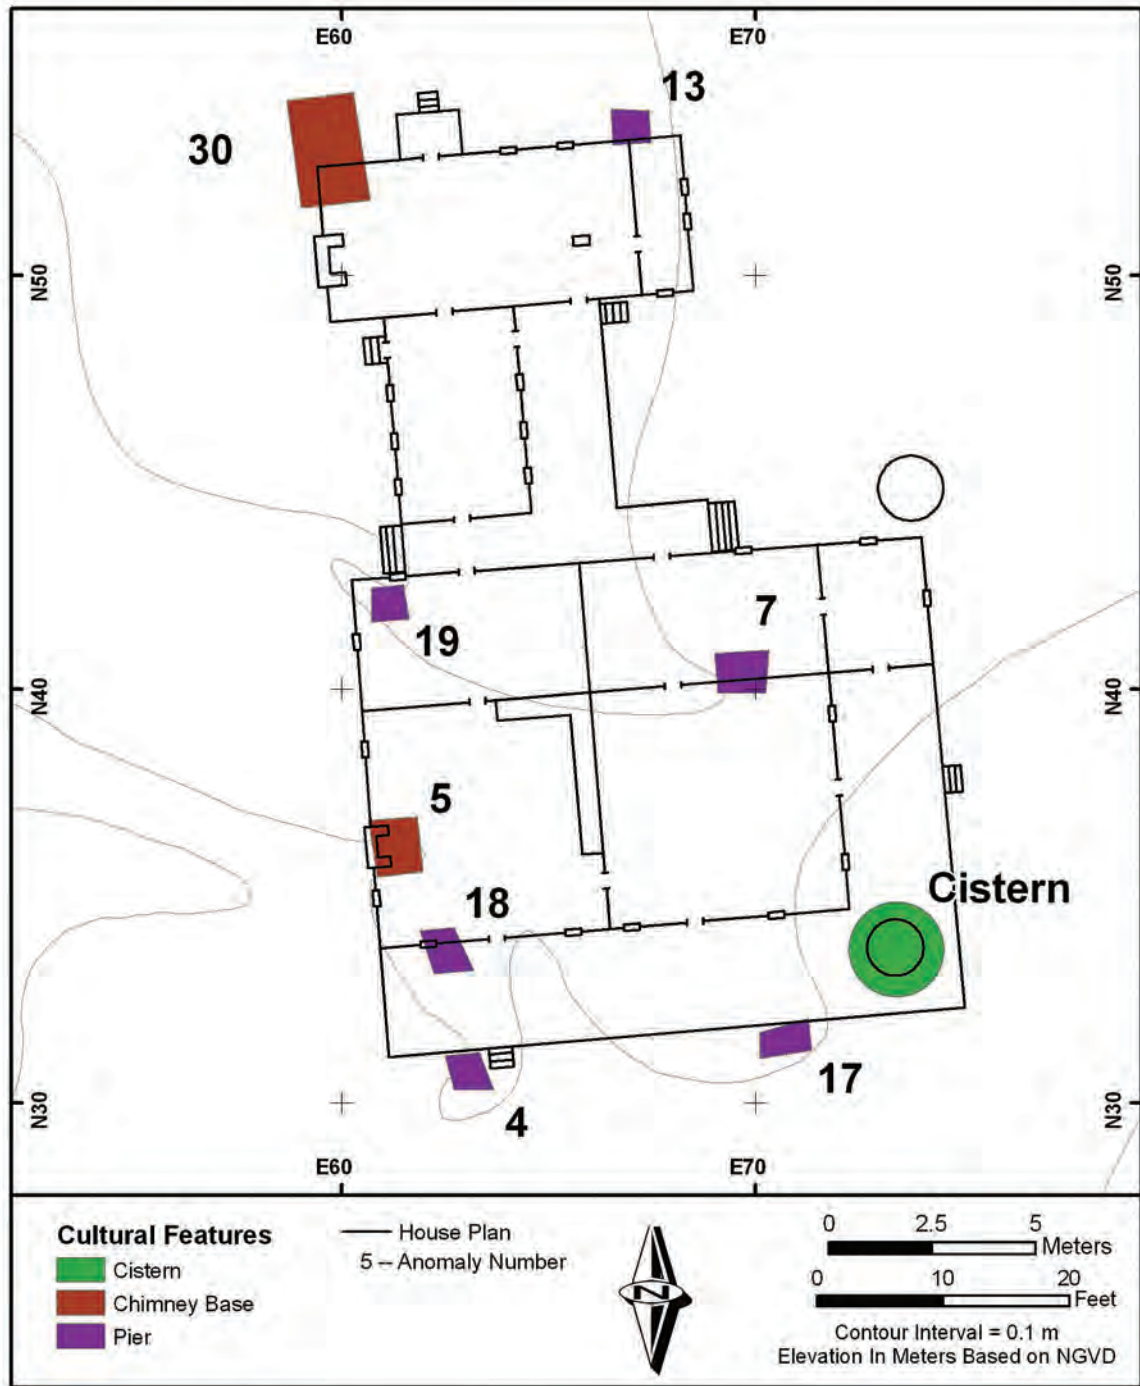 E60
E70
13
30
N50
N50
7
19
N40
N40
5
18
Cistern
17
4
N30
N30
E60
E70
Cultural Features
Cistern
Chimney Base
Pier
House Plan
5 – Anomaly Number
N
0 2.5 5
Meters
0 10 20
Feet
Contour Interval = 0.1 m
Elevation In Meters Based on NGVD